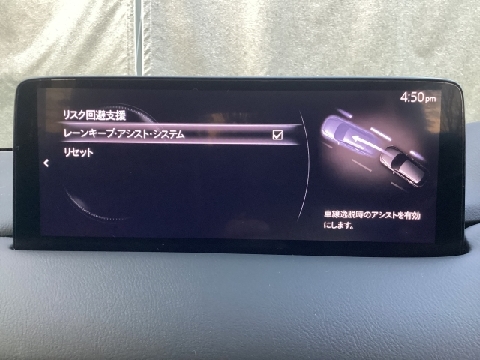 4:50pm
リスク回避支援
レーンキープ・アシスト・システム
リセット
車線逸脱時のアシストを有効
にします。